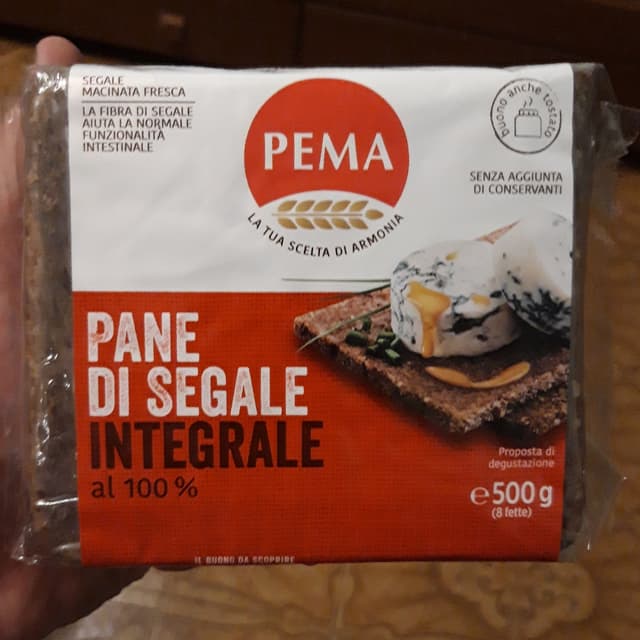 SEGALE
MACINATA FRESCA
LA FIBRA DI SEGALE
AIUTA LA NORMALE
FUNZIONALITÀ
INTESTINALE
PEMA
LA TUA SCELTA DI ARMONIA
buono anche tostato
SENZA AGGIUNTA
DI CONSERVANTI
PANE
DI SEGALE
INTEGRALE
al 100 %
Proposta di
degustazione
℮ 500 g
(8 fette)
IL BUONO DA SCOPRIRE